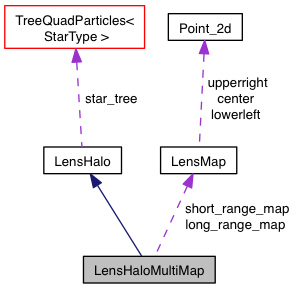 TreeQuadParticles<
StarType >
Point_2d
star_tree
upperright
center
lowerleft
LensHalo
LensMap
short_range_map
long_range_map
LensHaloMultiMap